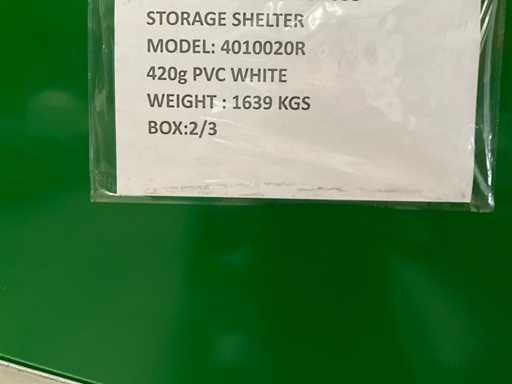 STORAGE SHELTER
MODEL: 4010020R
420g PVC WHITE
WEIGHT : 1639 KGS
BOX:2/3